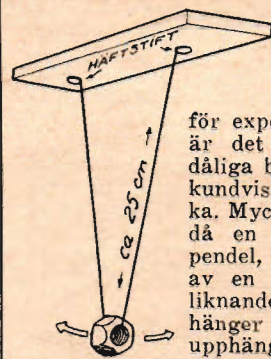 HÄFTSTIFT
ca 25 cm
för expe
är det
dåliga b
kundvis
ka. Myc
då en
pendel,
av en
liknande
hänger
upphäng